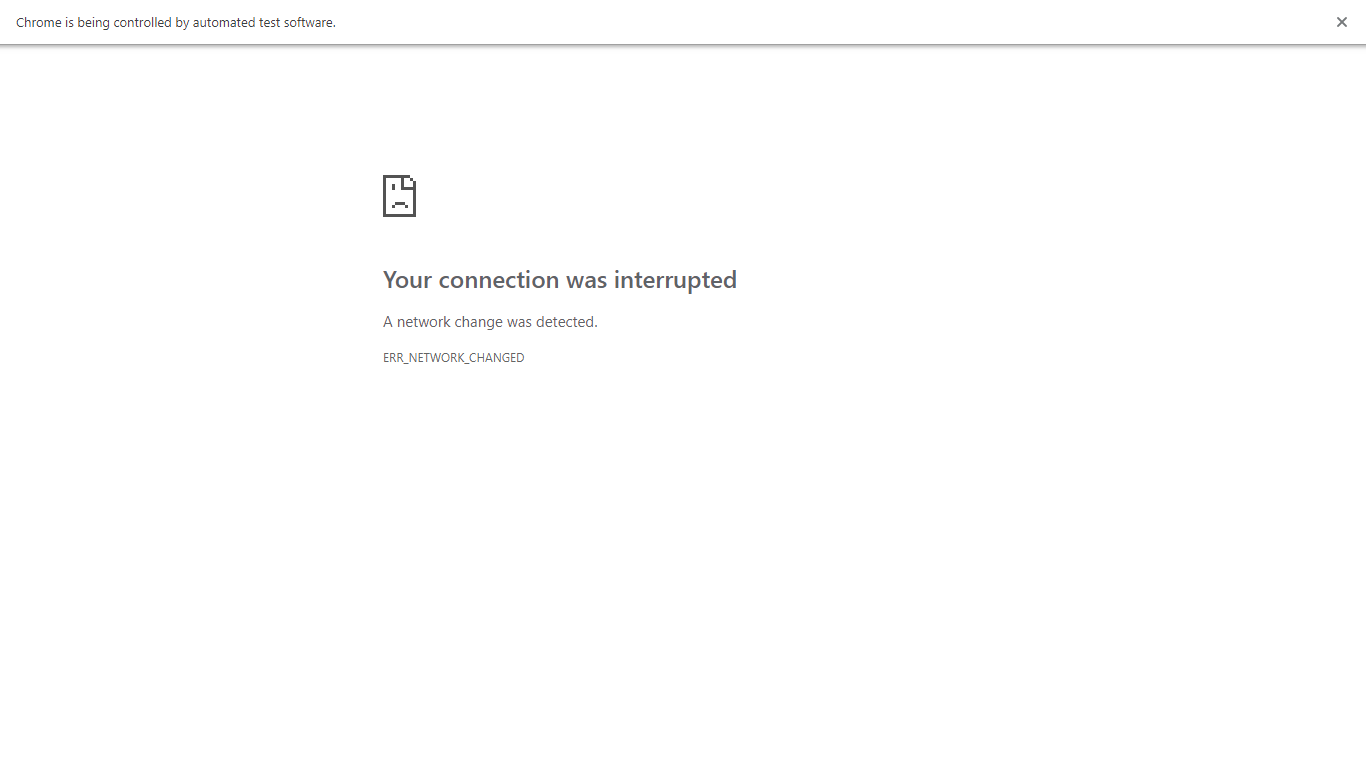 Chrome is being controlled by automated test software.
Your connection was interrupted
A network change was detected.
ERR_NETWORK_CHANGED